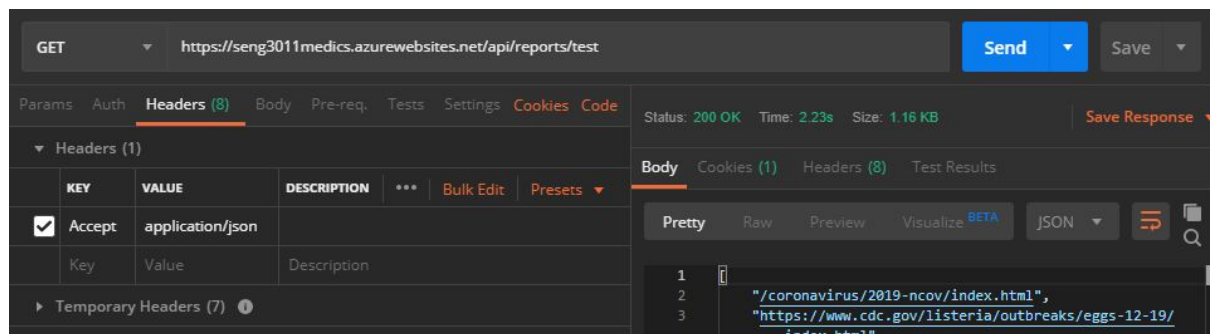 GET https://seng3011medics.azurewebsites.net/api/reports/test Send Save
Params Auth Headers (8) Body Pre-req. Tests Settings Cookies Code
Headers (1)
KEY VALUE DESCRIPTION ••• Bulk Edit Presets
Accept application/json
Key Value Description
Temporary Headers (7)
Status: 200 OK Time: 2.23s Size: 1.16 KB Save Response
Body Cookies (1) Headers (8) Test Results
Pretty Raw Preview Visualize BETA JSON
1 [
2 "/coronavirus/2019-ncov/index.html",
3 "https://www.cdc.gov/listeria/outbreaks/eggs-12-19/
index.html"